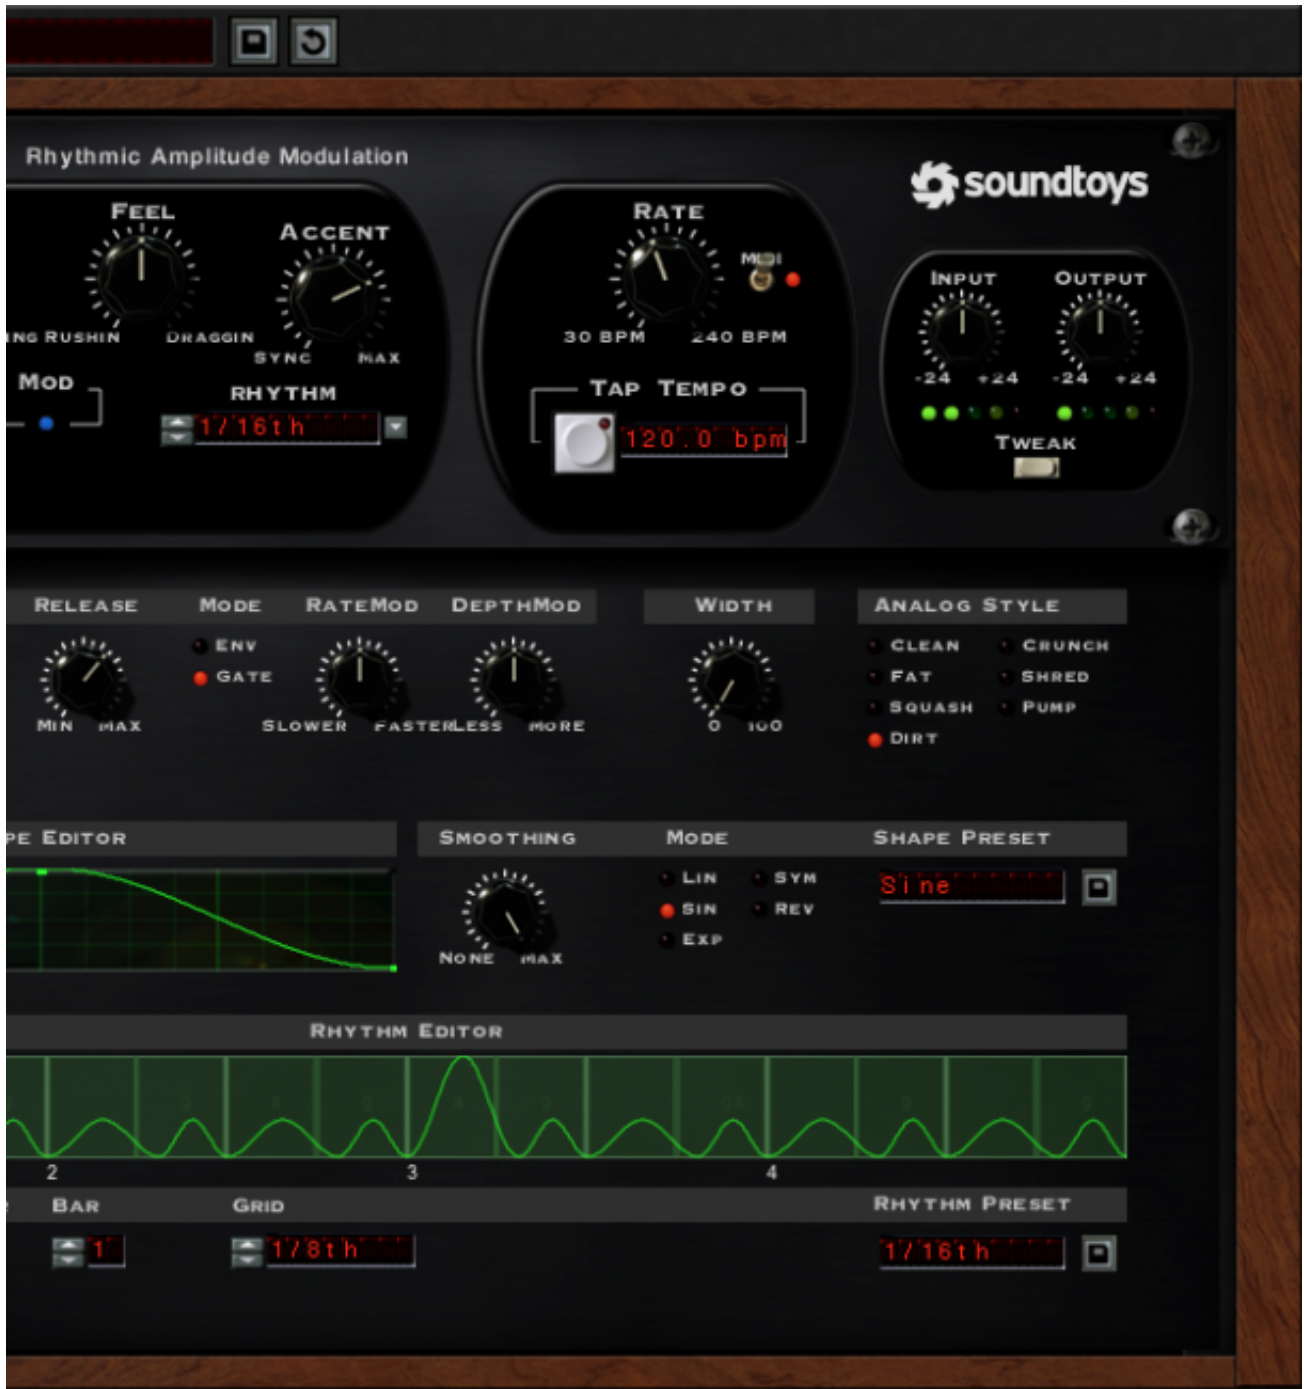 Rhythmic Amplitude Modulation
soundtoys
FEEL
ACCENT
RATE
MIDI
INPUT
OUTPUT
RUSHIN
DRAGGIN
SYNC
MAX
30 BPM
240 BPM
-24
+24
-24
+24
MOD
RHYTHM
1/16th
TAP TEMPO
120.0 bpm
TWEAK
RELEASE
MODE
RATEMOD
DEPTHMOD
WIDTH
ANALOG STYLE
ENV
GATE
CLEAN
CRUNCH
FAT
SHRED
SQUASH
PUMP
DIRT
MIN
MAX
SLOWER
FASTER
LESS
MORE
0
100
PE EDITOR
SMOOTHING
MODE
SHAPE PRESET
LIN
SYM
SIN
REV
EXP
Sine
NONE
MAX
RHYTHM EDITOR
2
3
4
BAR
GRID
RHYTHM PRESET
1
1/8th
1/16th